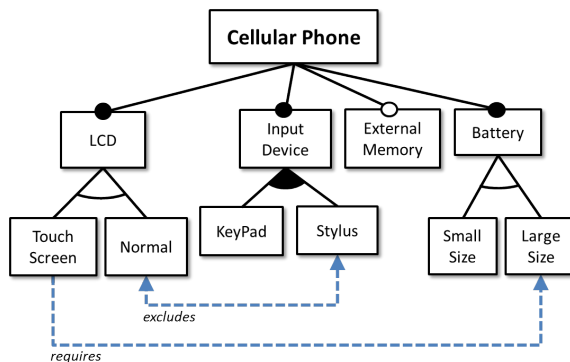 Cellular Phone
LCD
Input
Device
External
Memory
Battery
Touch
Screen
Normal
KeyPad
Stylus
Small
Size
Large
Size
excludes
requires